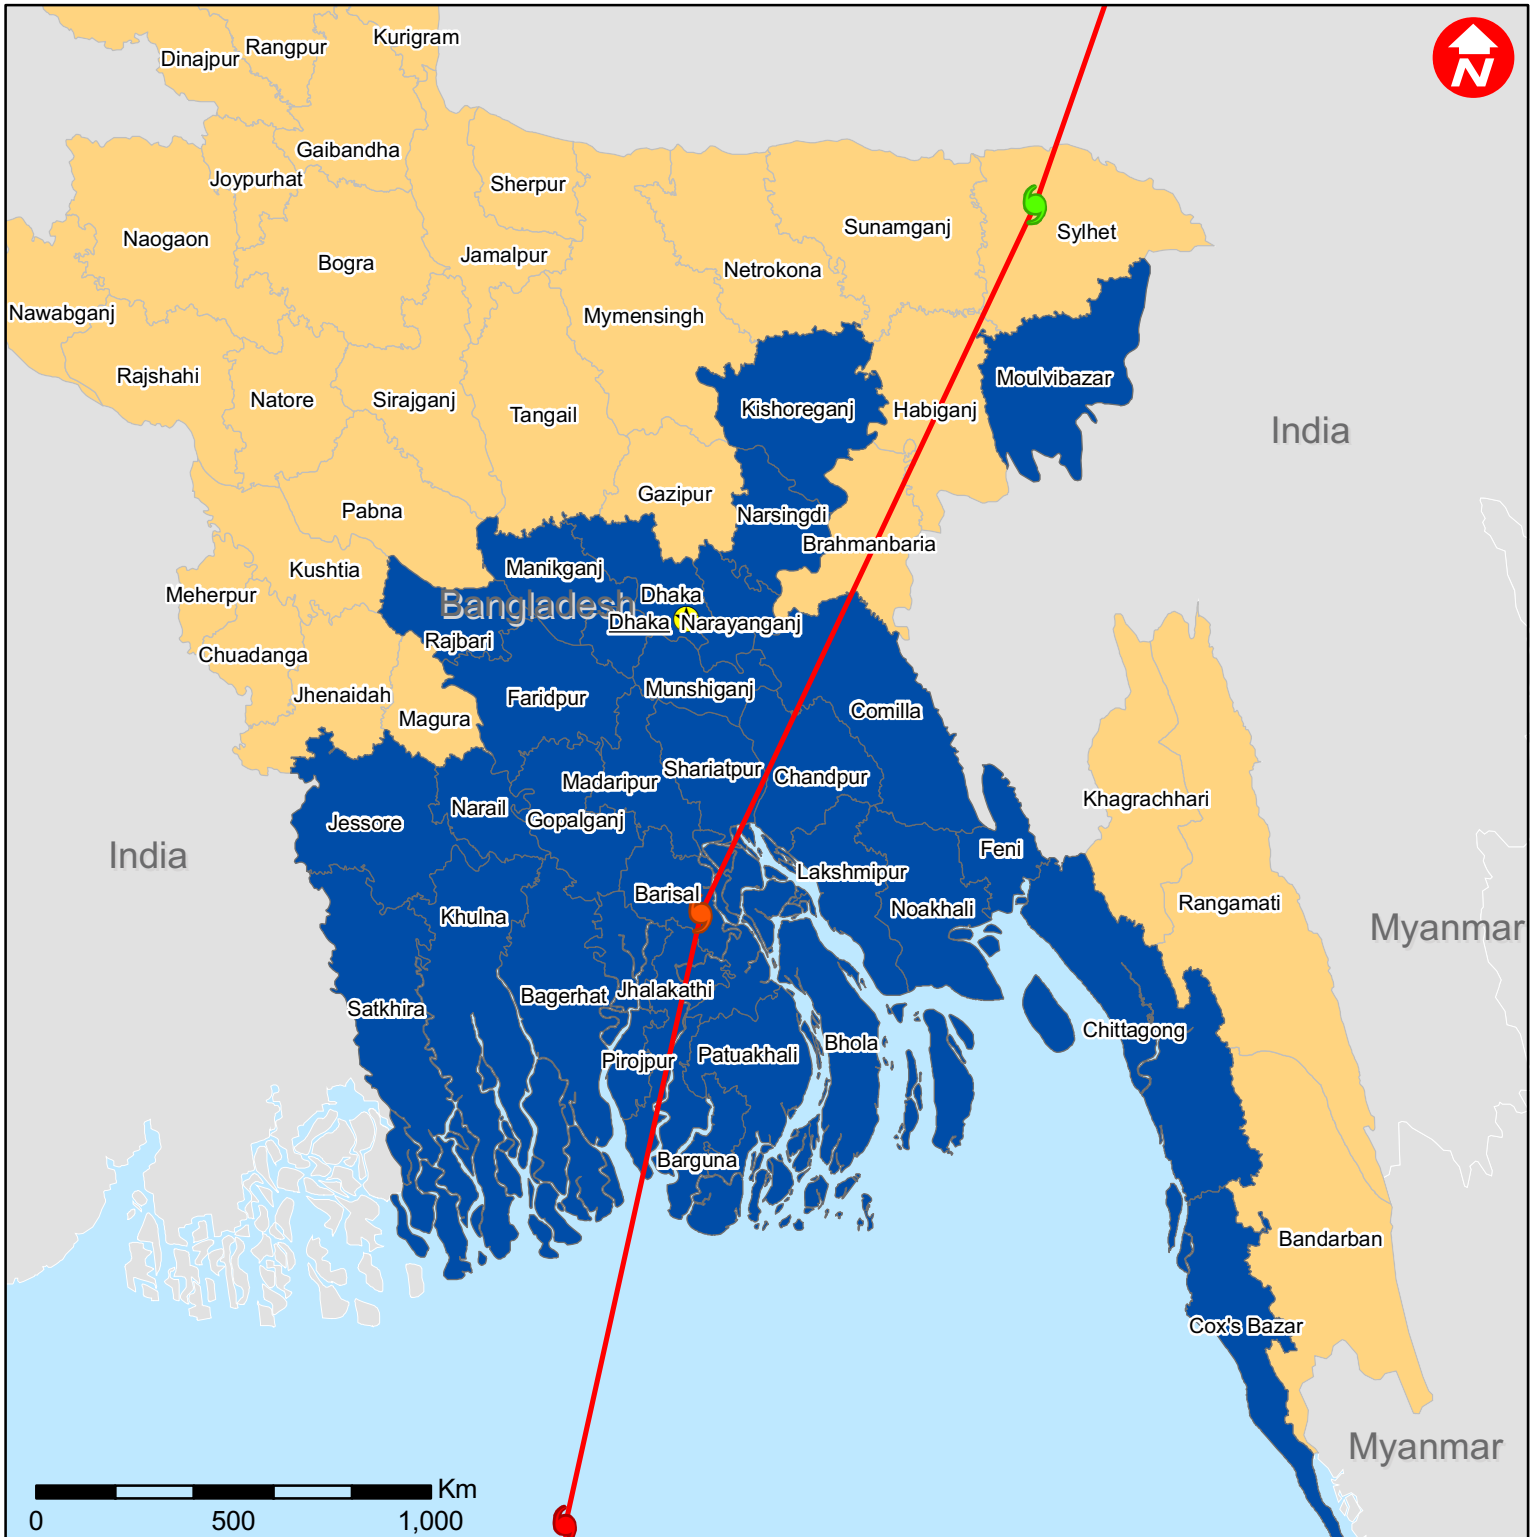 Kurigram
Rangpur
Dinajpur
N
Gaibandha
Joypurhat
Sherpur
Sunamganj
Sylhet
Naogaon
Jamalpur
Bogra
Netrokona
Nawabganj
Mymensingh
Rajshahi
Moulvibazar
Natore
Sirajganj
Kishoreganj
Habiganj
Tangail
India
Gazipur
Pabna
Narsingdi
Brahmanbaria
Manikganj
Kushtia
Meherpur
Dhaka
Bangladesh
Dhaka
Narayanganj
Rajbari
Chuadanga
Jhenaidah
Faridpur
Munshiganj
Magura
Comilla
Shariatpur
Chandpur
Madaripur
Khagrachhari
Narail
Gopalganj
Jessore
Feni
India
Lakshmipur
Barisal
Rangamati
Noakhali
Khulna
Myanmar
Jhalakathi
Bagerhat
Satkhira
Chittagong
Bhola
Patuakhali
Pirojpur
Barguna
Bandarban
Cox's Bazar
Myanmar
Km
0 500 1,000